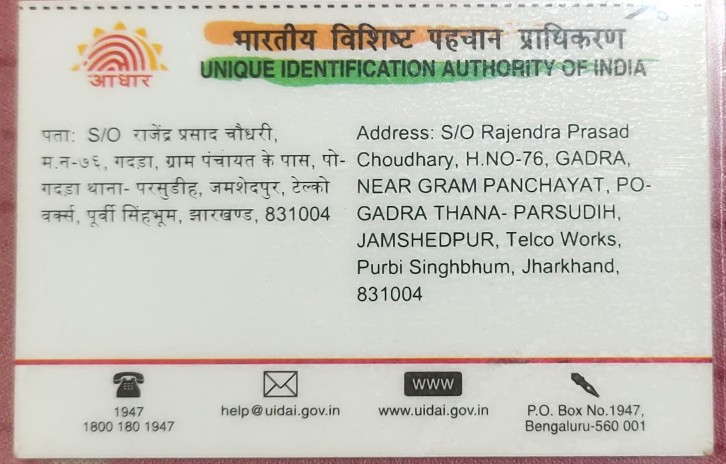 आधार
भारतीय विशिष्ट पहचान प्राधिकरण
UNIQUE IDENTIFICATION AUTHORITY OF INDIA
पता: S/O राजेंद्र प्रसाद चौधरी,
म.न-७६, गदडा, ग्राम पंचायत के पास, पो-
गदडा थाना- परसुडीह, जमशेदपुर, टेल्को
वर्क्स, पूर्वी सिंहभूम, झारखण्ड, 831004
Address: S/O Rajendra Prasad
Choudhary, H.NO-76, GADRA,
NEAR GRAM PANCHAYAT, PO-
GADRA THANA- PARSUDIH,
JAMSHEDPUR, Telco Works,
Purbi Singhbhum, Jharkhand,
831004
1947
1800 180 1947
help@uidai.gov.in
www
www.uidai.gov.in
P.O. Box No.1947,
Bengaluru-560 001